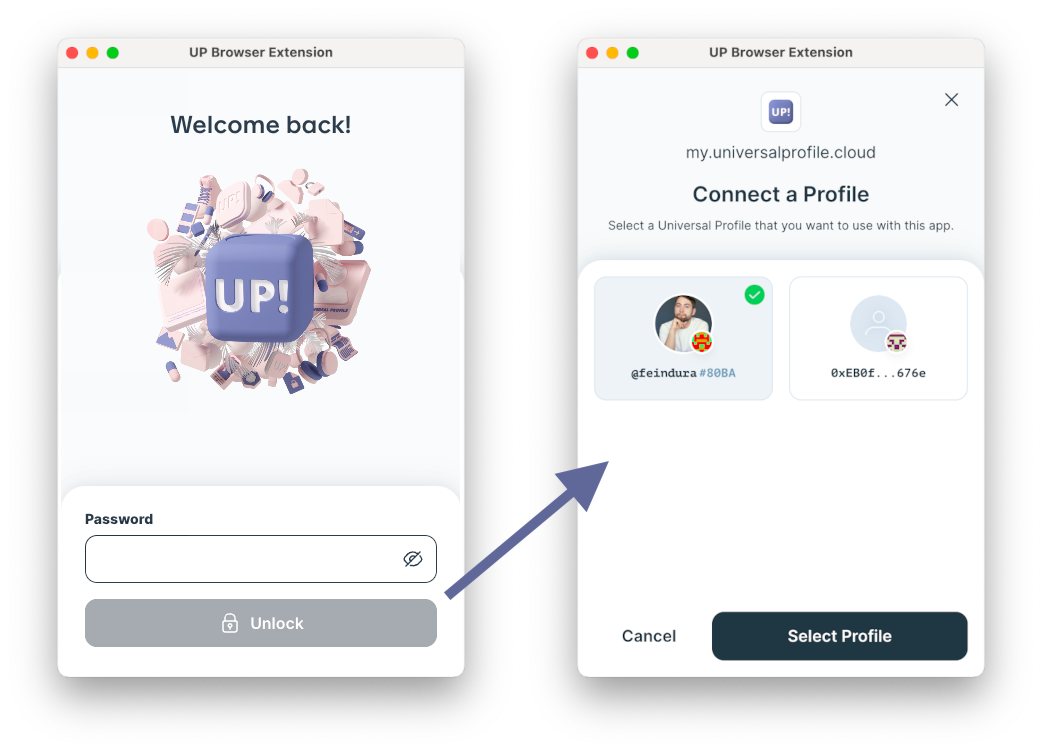 UP Browser Extension
Welcome back!
UP!
UP!
Password
Unlock
UP Browser Extension
UP!
my.universalprofile.cloud
Connect a Profile
Select a Universal Profile that you want to use with this app.
@feindura #80BA
0xEB0f...676e
Cancel
Select Profile